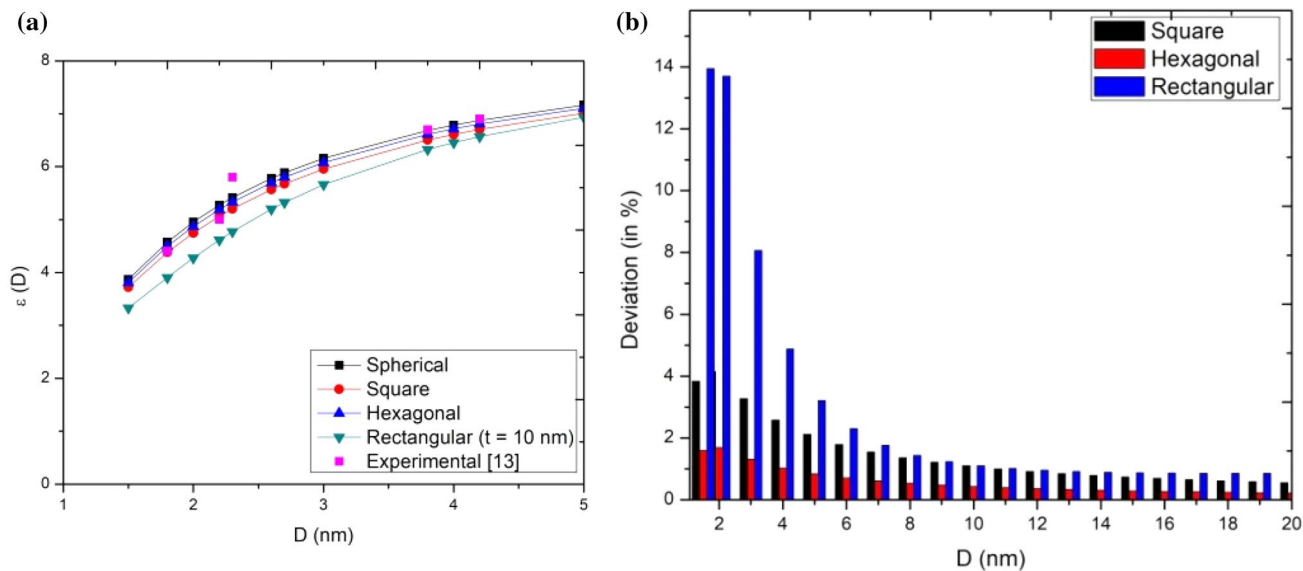 (a)
8
6
4
2
0
ε (D)
1
2
3
4
5
D (nm)
Spherical
Square
Hexagonal
Rectangular (t = 10 nm)
Experimental [13]
(b)
14
12
10
8
6
4
2
0
Deviation (in %)
2
4
6
8
10
12
14
16
18
20
D (nm)
Square
Hexagonal
Rectangular